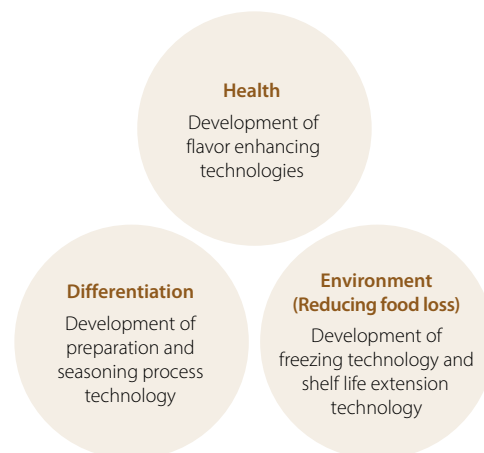 Health
Development of
flavor enhancing
technologies
Differentiation
Development of
preparation and
seasoning process
technology
Environment
(Reducing food loss)
Development of
freezing technology and
shelf life extension
technology